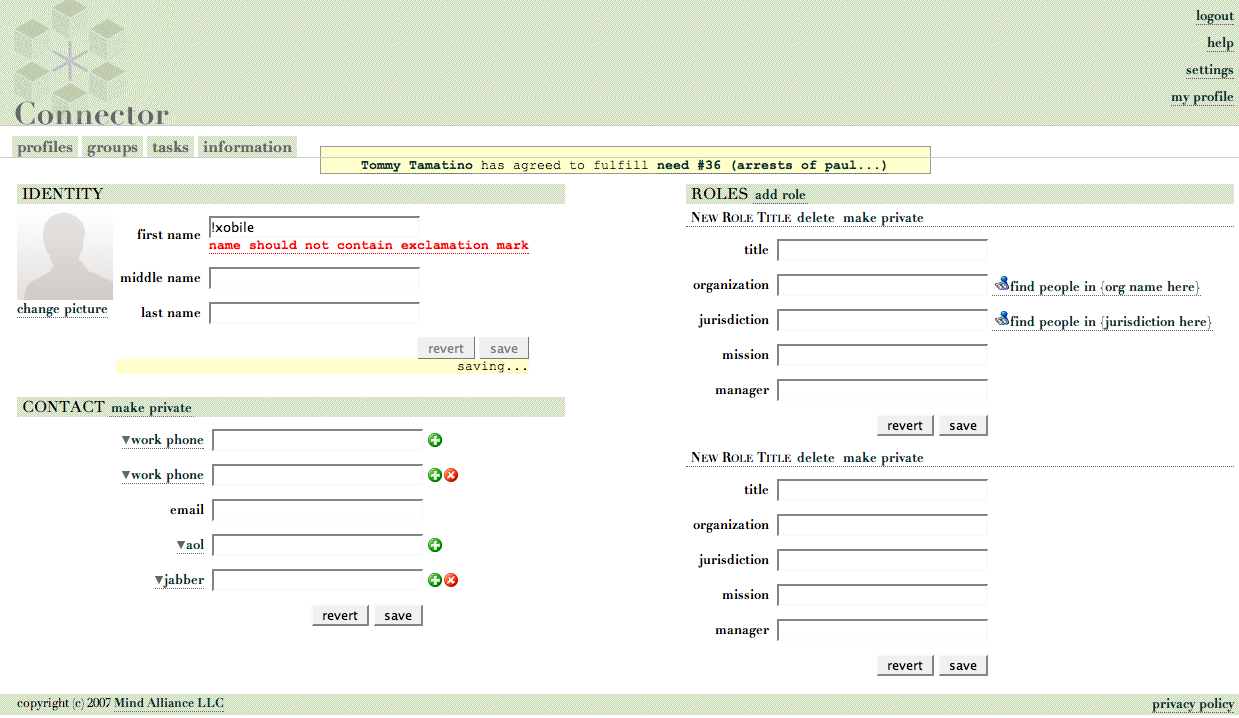 logout
help
settings
my profile
Connector
profiles groups tasks information
Tommy Tamatino has agreed to fulfill need #36 (arrests of paul...)
IDENTITY
first name !xobile
name should not contain exclamation mark
middle name
last name
change picture
revert save
saving...
CONTACT make private
▼work phone
▼work phone
email
▼aol
▼jabber
revert save
ROLES add role
New Role Title delete make private
title
organization find people in {org name here}
jurisdiction find people in {jurisdiction here}
mission
manager
revert save
New Role Title delete make private
title
organization
jurisdiction
mission
manager
revert save
copyright (c) 2007 Mind Alliance LLC
privacy policy